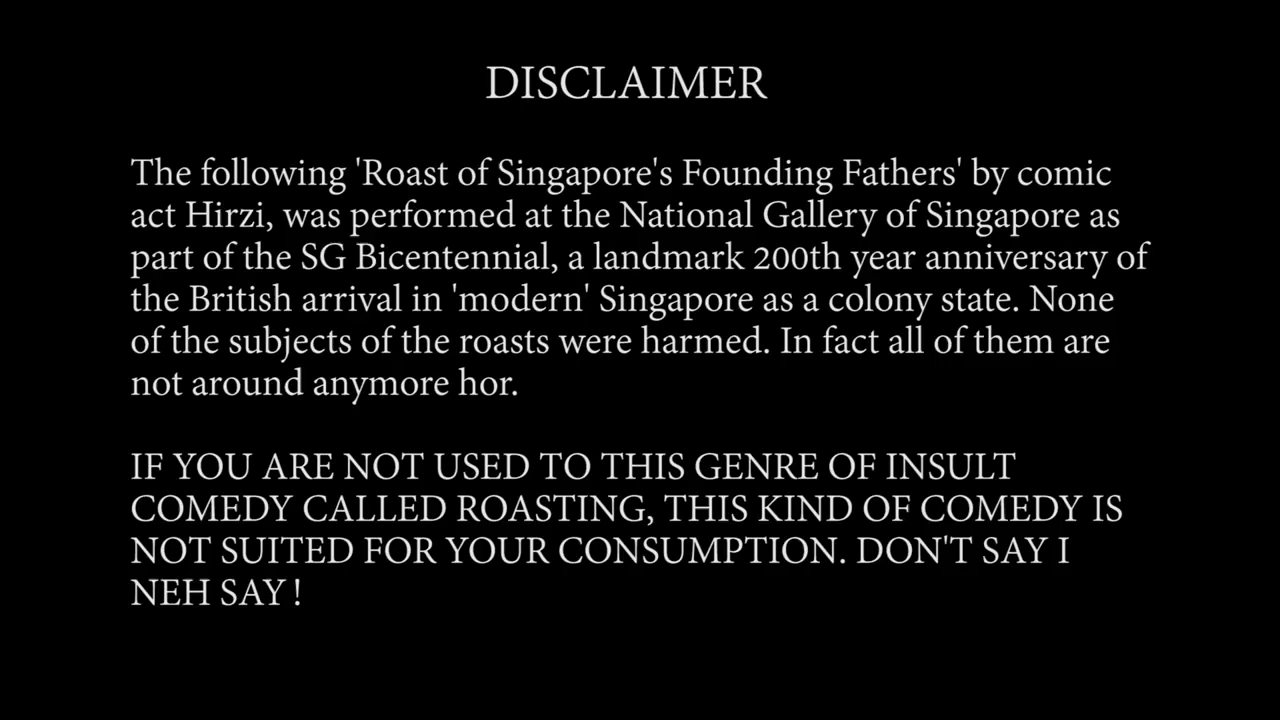 DISCLAIMER
The following 'Roast of Singapore's Founding Fathers' by comic
act Hirzi, was performed at the National Gallery of Singapore as
part of the SG Bicentennial, a landmark 200th year anniversary of
the British arrival in 'modern' Singapore as a colony state. None
of the subjects of the roasts were harmed. In fact all of them are
not around anymore hor.
IF YOU ARE NOT USED TO THIS GENRE OF INSULT
COMEDY CALLED ROASTING, THIS KIND OF COMEDY IS
NOT SUITED FOR YOUR CONSUMPTION. DON'T SAY I
NEH SAY !